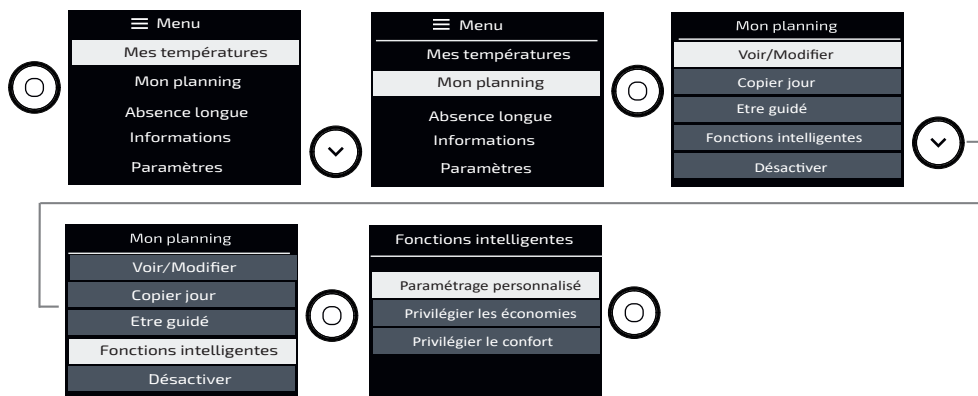 Menu
Mes températures
Mon planning
Absence longue
Informations
Paramètres
Menu
Mes températures
Mon planning
Absence longue
Informations
Paramètres
Mon planning
Voir/Modifier
Copier jour
Etre guidé
Fonctions intelligentes
Désactiver
Mon planning
Voir/Modifier
Copier jour
Etre guidé
Fonctions intelligentes
Désactiver
Fonctions intelligentes
Paramétrage personnalisé
Privilégier les économies
Privilégier le confort